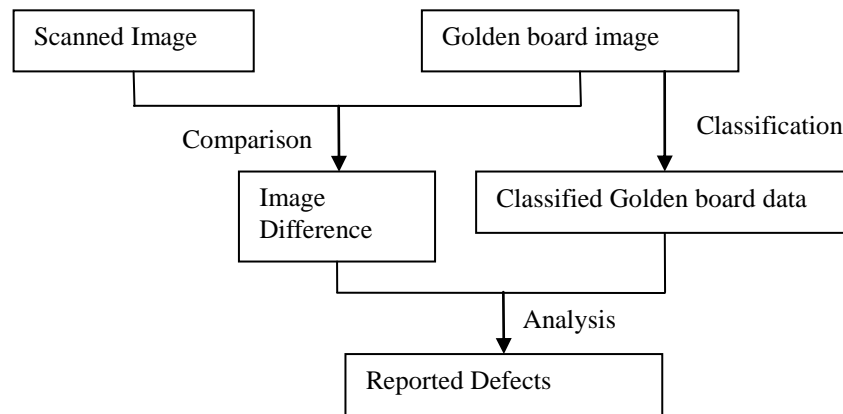 Scanned Image
Golden board image
Comparison
Classification
Image
Difference
Classified Golden board data
Analysis
Reported Defects